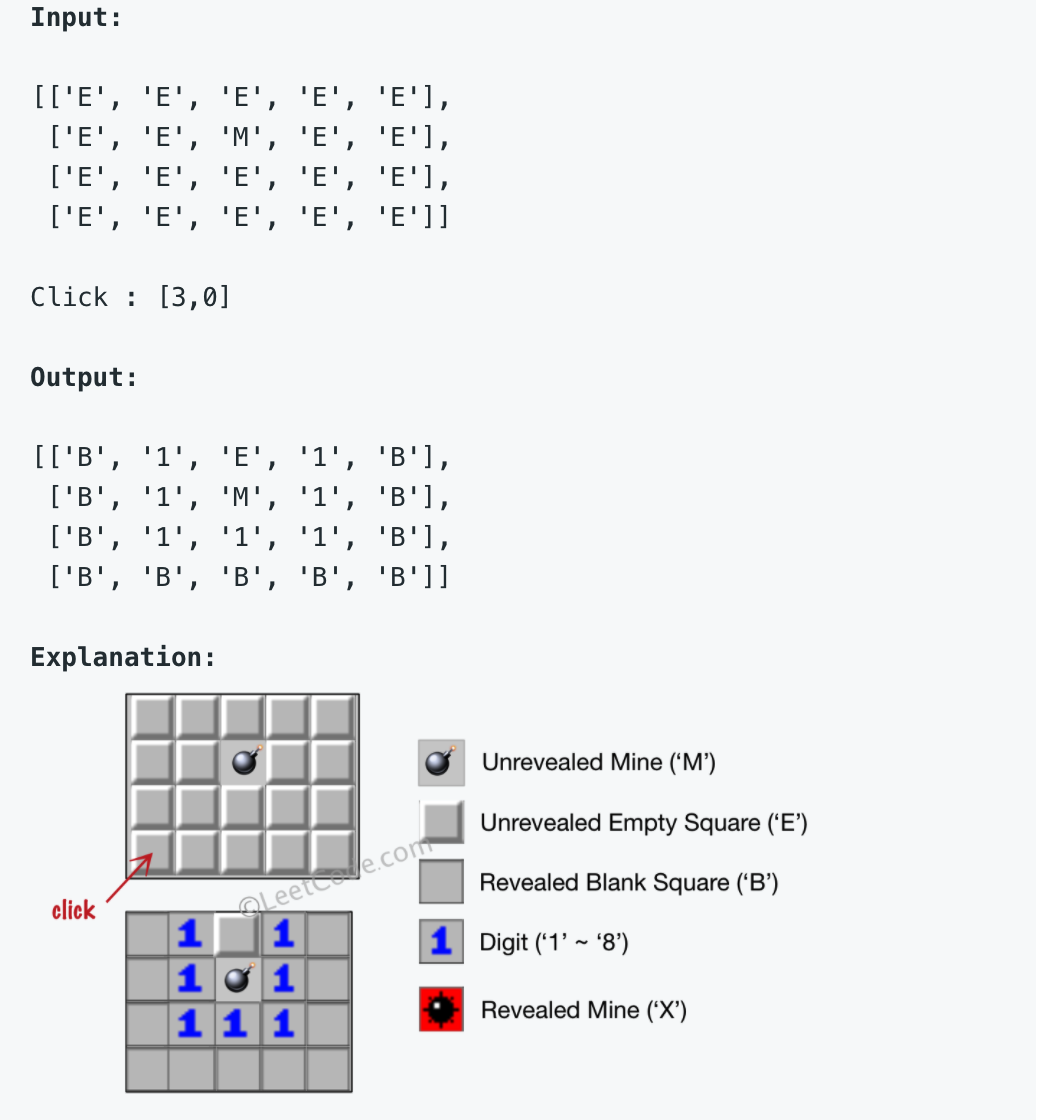 Input:
[['E', 'E', 'E', 'E', 'E'],
['E', 'E', 'M', 'E', 'E'],
['E', 'E', 'E', 'E', 'E'],
['E', 'E', 'E', 'E', 'E']]
Click : [3,0]
Output:
[['B', '1', 'E', '1', 'B'],
['B', '1', 'M', '1', 'B'],
['B', '1', '1', '1', 'B'],
['B', 'B', 'B', 'B', 'B']]
Explanation:
click
©LeetCode.com
1 1
1 1
1 1 1
Unrevealed Mine (‘M’)
Unrevealed Empty Square (‘E’)
Revealed Blank Square (‘B’)
1 Digit (‘1’ ~ ‘8’)
Revealed Mine (‘X’)